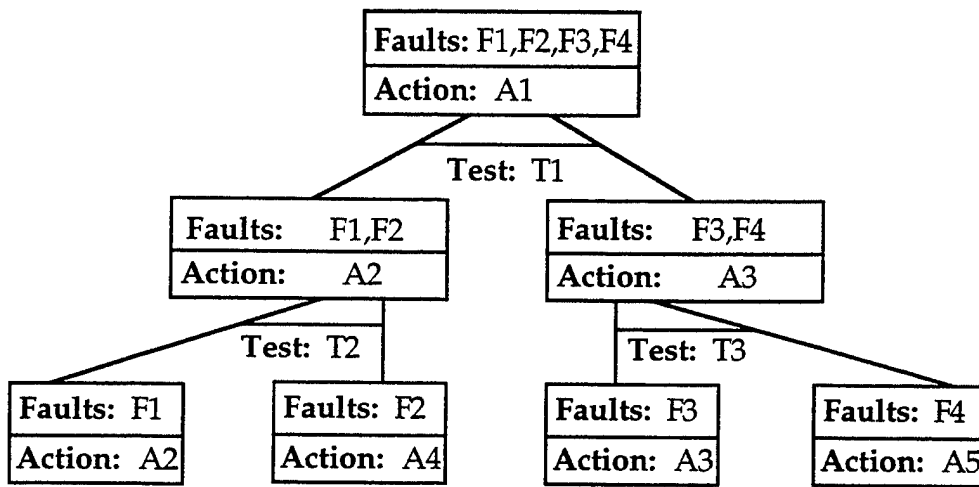 Faults: F1,F2,F3,F4
Action: A1
Test: T1
Faults: F1,F2
Action: A2
Faults: F3,F4
Action: A3
Test: T2
Test: T3
Faults: F1
Action: A2
Faults: F2
Action: A4
Faults: F3
Action: A3
Faults: F4
Action: A5